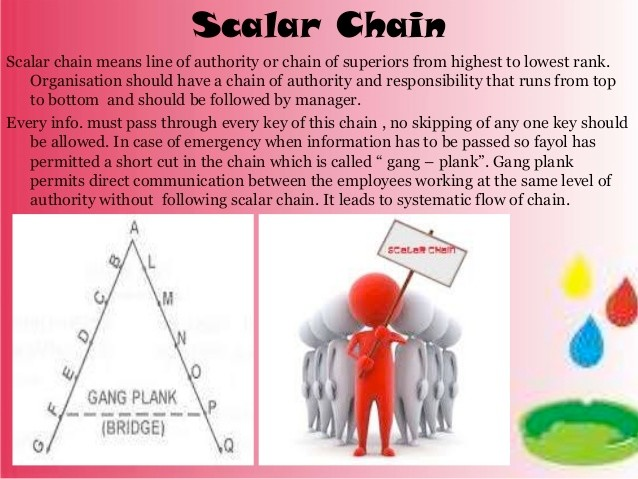 Scalar Chain
Scalar chain means line of authority or chain of superiors from highest to lowest rank.
Organisation should have a chain of authority and responsibility that runs from top
to bottom and should be followed by manager.
Every info. must pass through every key of this chain , no skipping of any one key should
be allowed. In case of emergency when information has to be passed so fayol has
permitted a short cut in the chain which is called “ gang – plank”. Gang plank
permits direct communication between the employees working at the same level of
authority without following scalar chain. It leads to systematic flow of chain.
A
B
L
C
M
D
N
E
O
F
GANG PLANK
P
(BRIDGE)
G
Q
SCALAR CHAIN